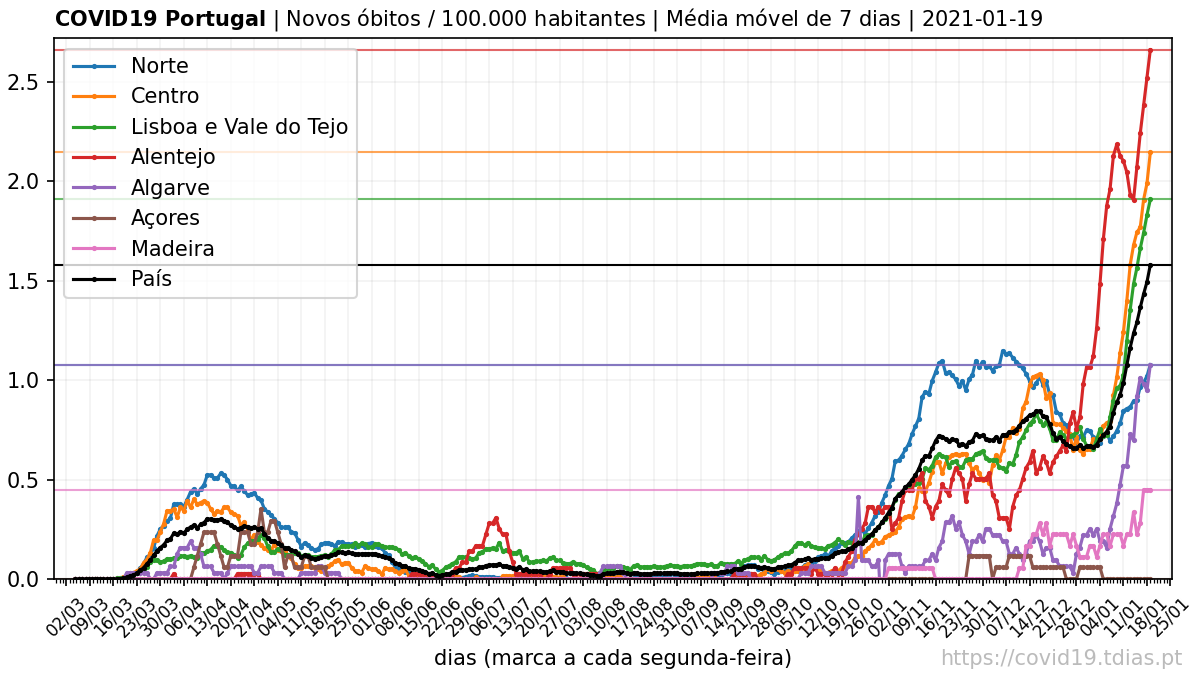 COVID19 Portugal | Novos óbitos / 100.000 habitantes | Média móvel de 7 dias | 2021-01-19
Norte
Centro
Lisboa e Vale do Tejo
Alentejo
Algarve
Açores
Madeira
País
2.5
2.0
1.5
1.0
0.5
0.0
02/03 09/03 16/03 23/03 30/03 06/04 13/04 20/04 27/04 04/05 11/05 18/05 25/05 01/06 08/06 15/06 22/06 29/06 06/07 13/07 20/07 27/07 03/08 10/08 17/08 24/08 31/08 07/09 14/09 21/09 28/09 05/10 12/10 19/10 26/10 02/11 09/11 16/11 23/11 30/11 07/12 14/12 21/12 28/12 04/01 11/01 18/01 25/01
dias (marca a cada segunda-feira)
https://covid19.tdias.pt